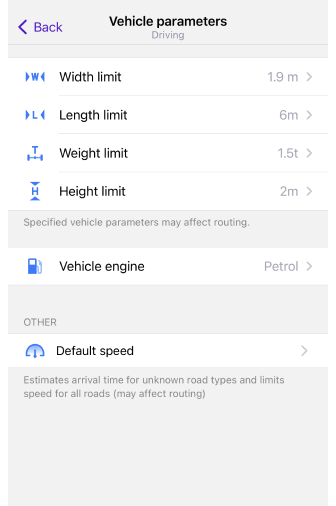 Back
Vehicle parameters
Driving
W Width limit 1.9 m
L Length limit 6m
T Weight limit 1.5t
H Height limit 2m
Specified vehicle parameters may affect routing.
Vehicle engine Petrol
OTHER
Default speed
Estimates arrival time for unknown road types and limits
speed for all roads (may affect routing)